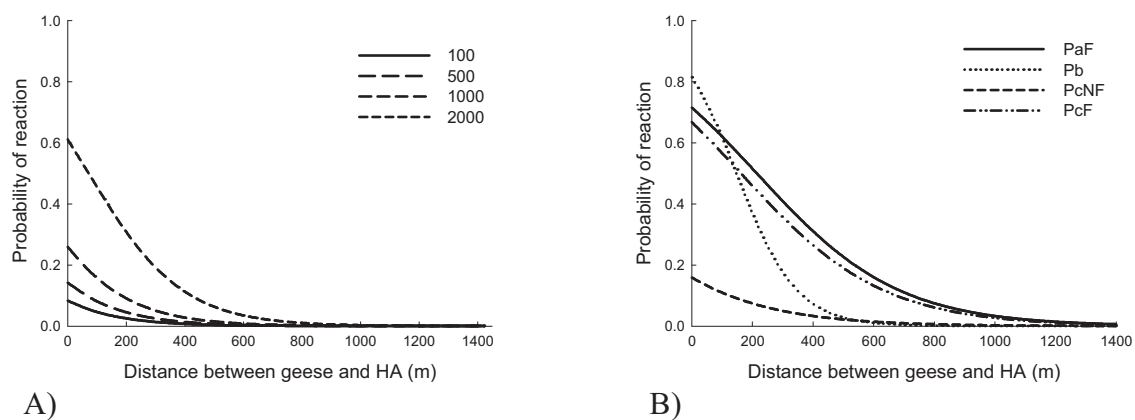 Probability of reaction
1.0
0.8
0.6
0.4
0.2
0.0
100
500
1000
2000
0 200 400 600 800 1000 1200 1400
Distance between geese and HA (m)
A)
Probability of reaction
1.0
0.8
0.6
0.4
0.2
0.0
PaF
Pb
PcNF
PcF
0 200 400 600 800 1000 1200 1400
Distance between geese and HA (m)
B)